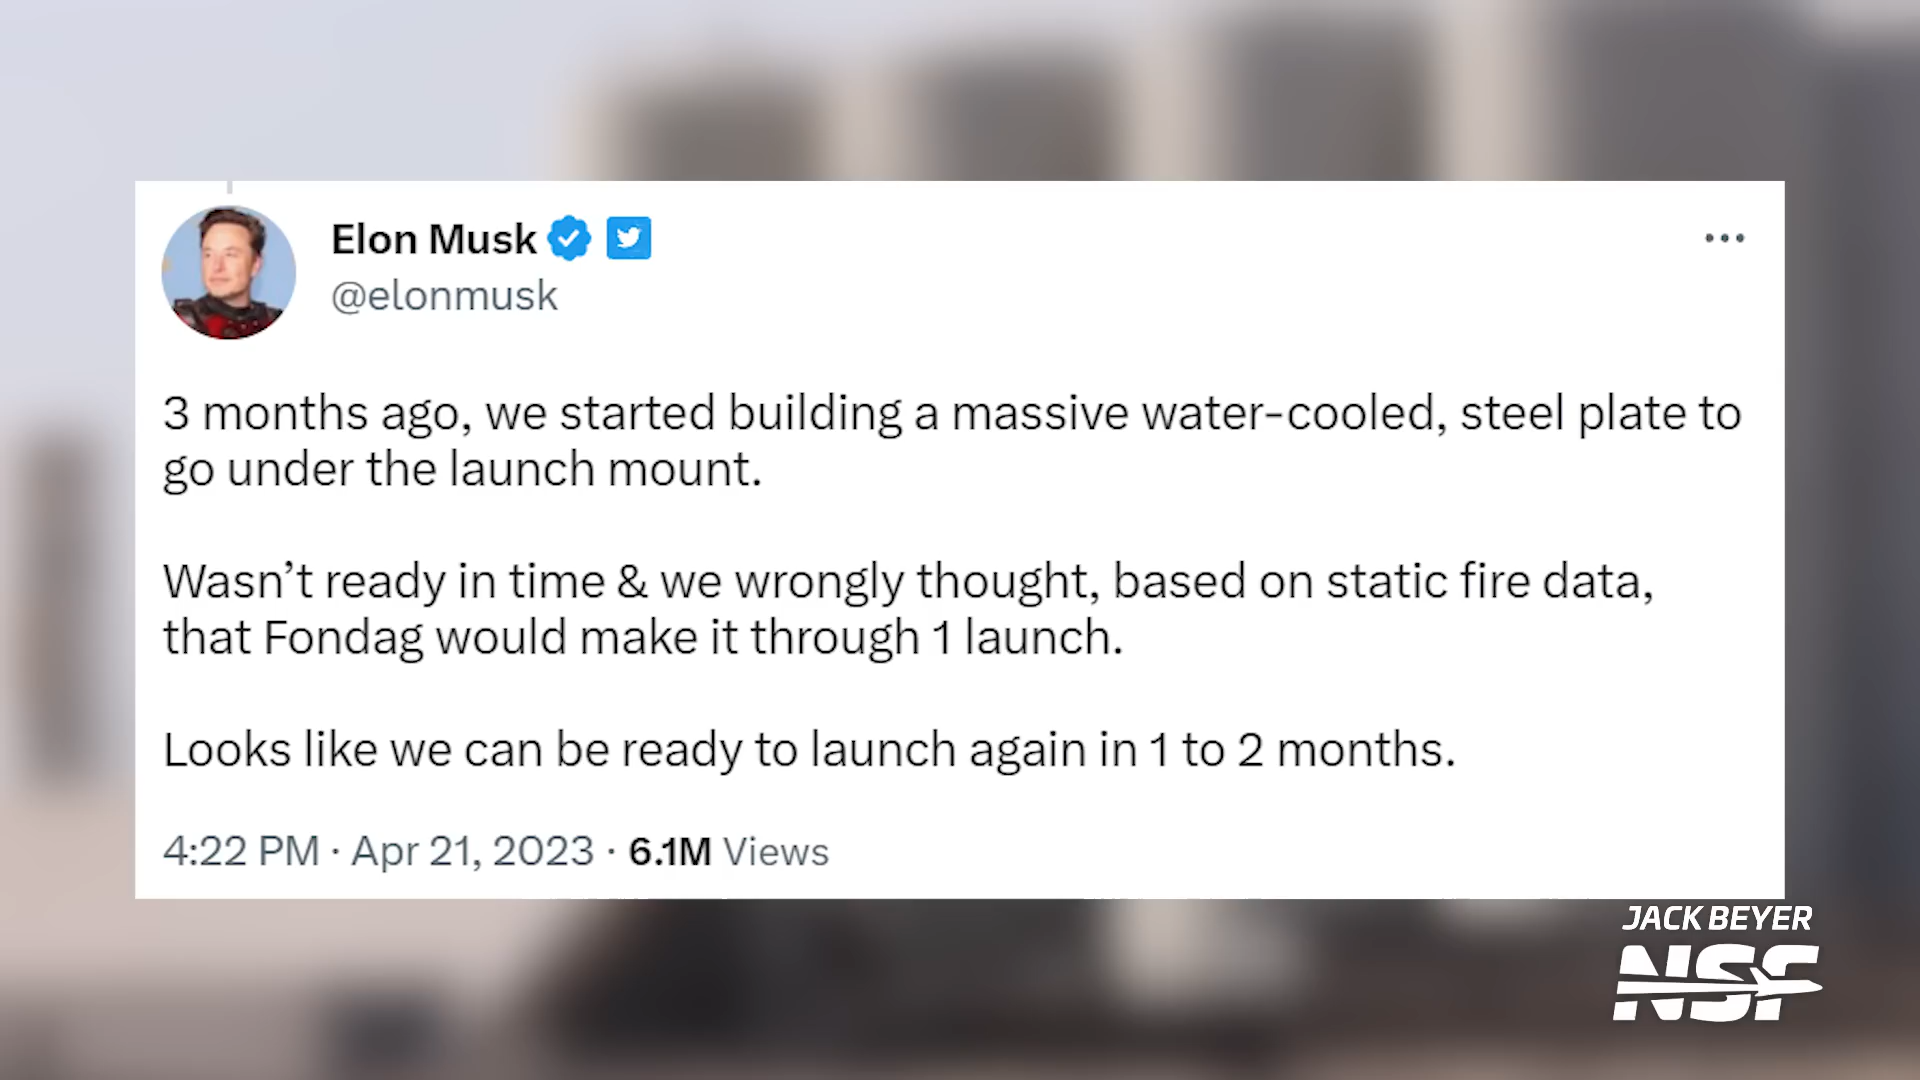 Elon Musk
@elonmusk
3 months ago, we started building a massive water-cooled, steel plate to
go under the launch mount.
Wasn’t ready in time & we wrongly thought, based on static fire data,
that Fondag would make it through 1 launch.
Looks like we can be ready to launch again in 1 to 2 months.
4:22 PM · Apr 21, 2023 · 6.1M Views
JACK BEYER
NSF